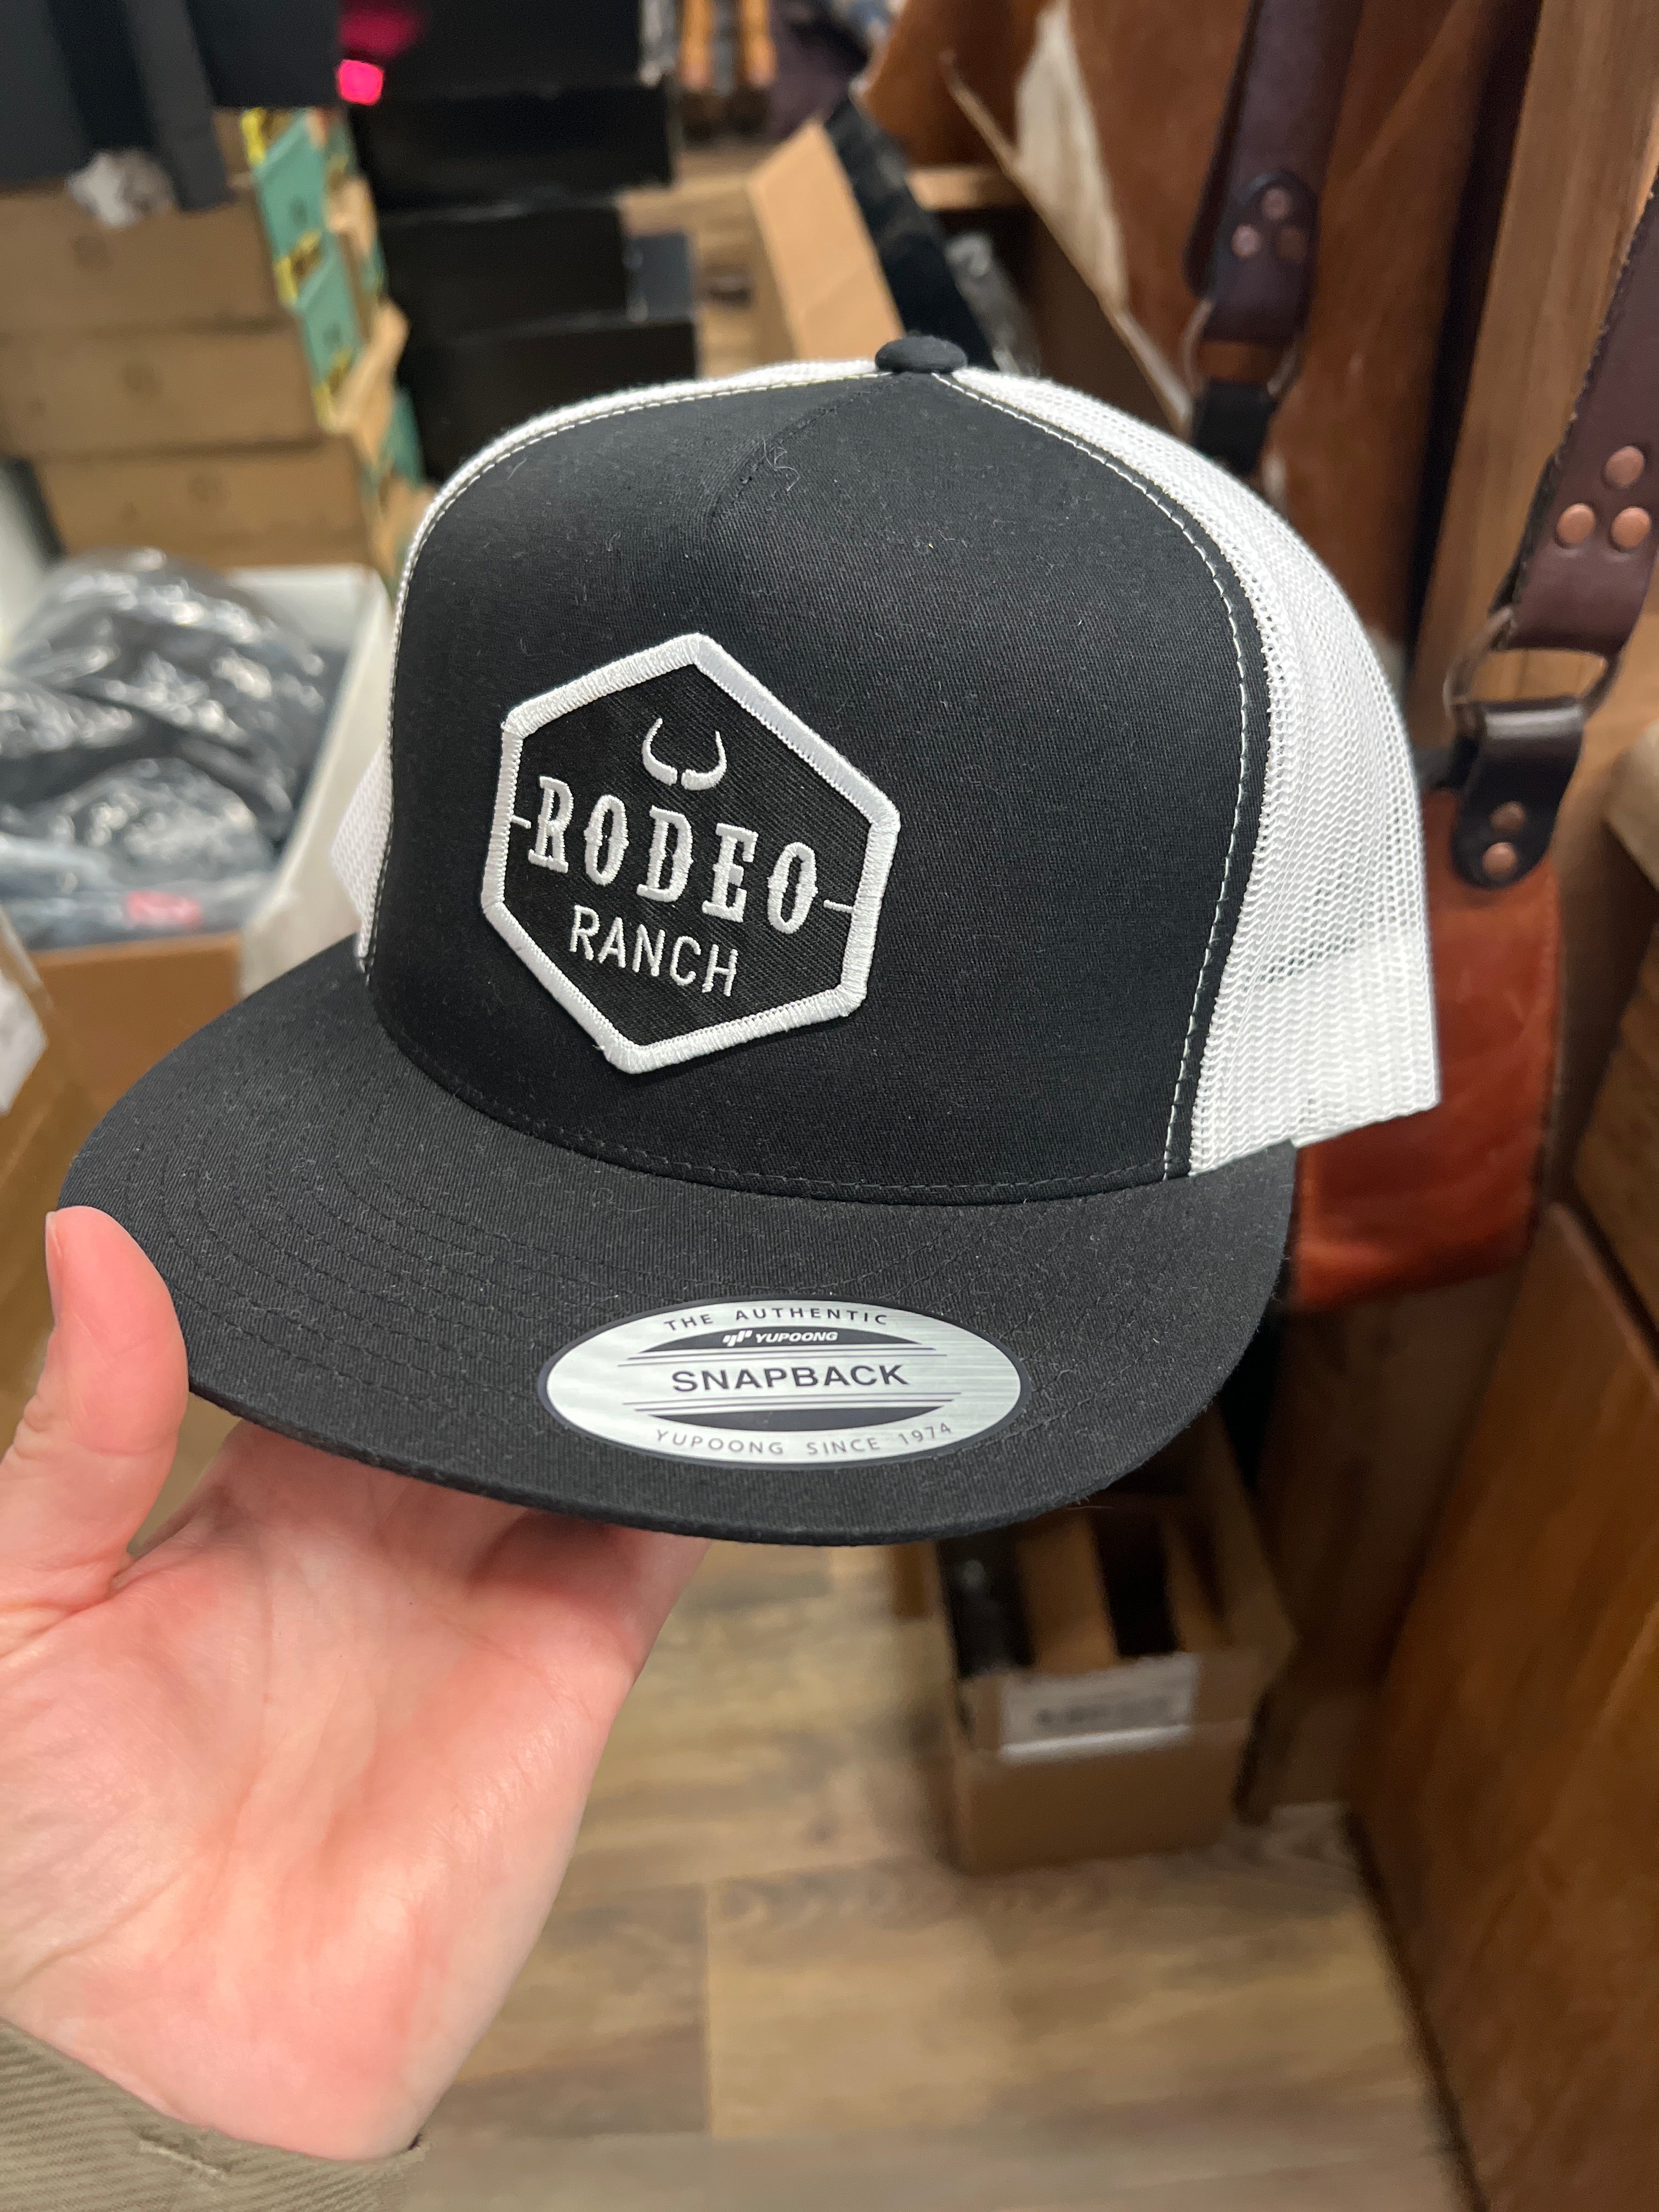 RODEO
RANCH
THE AUTHENTIC
YUPOONG
SNAPBACK
YUPOONG SINCE 1974